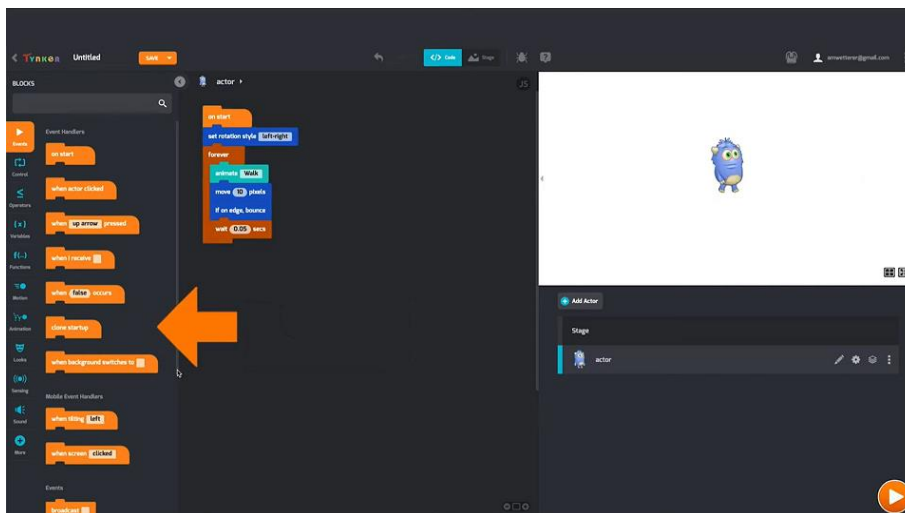 TYNKER Untitled SAVE
</> Code Stage
BLOCKS
actor
JS
Events
Control
Operators
Variables
Functions
Motion
Animation
Looks
Sensing
Sound
More
Event Handlers
on start
when actor clicked
when up arrow pressed
when I receive
when false occurs
clone startup
when background switches to
Mobile Event Handlers
when tilting left
when screen clicked
Events
broadcast
on start
set rotation style left-right
forever
animate Walk
move 10 pixels
if on edge, bounce
wait 0.05 secs
Add Actor
Stage
actor